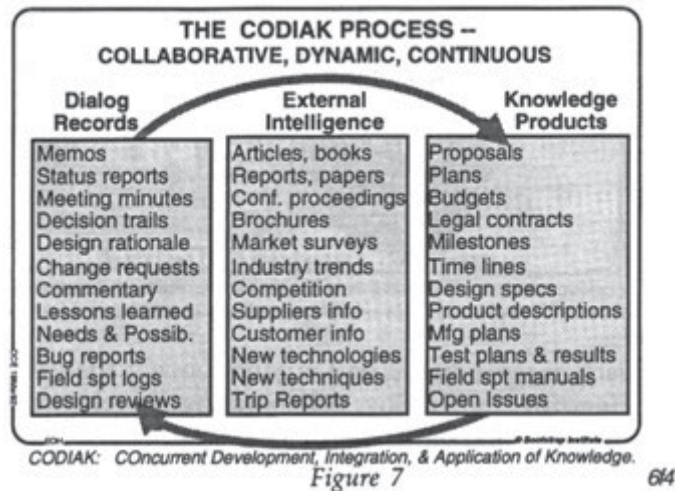 THE CODIAK PROCESS --
COLLABORATIVE, DYNAMIC, CONTINUOUS
Dialog
Records
Memos
Status reports
Meeting minutes
Decision trails
Design rationale
Change requests
Commentary
Lessons learned
Needs & Possib.
Bug reports
Field spt logs
Design reviews
External
Intelligence
Articles, books
Reports, papers
Conf. proceedings
Brochures
Market surveys
Industry trends
Competition
Suppliers info
Customer info
New technologies
New techniques
Trip Reports
Knowledge
Products
Proposals
Plans
Budgets
Legal contracts
Milestones
Time lines
Design specs
Product descriptions
Mfg plans
Test plans & results
Field spt manuals
Open Issues
© Bootstrap Institute
CODIAK: COncurrent Development, Integration, & Application of Knowledge.
Figure 7
6I4